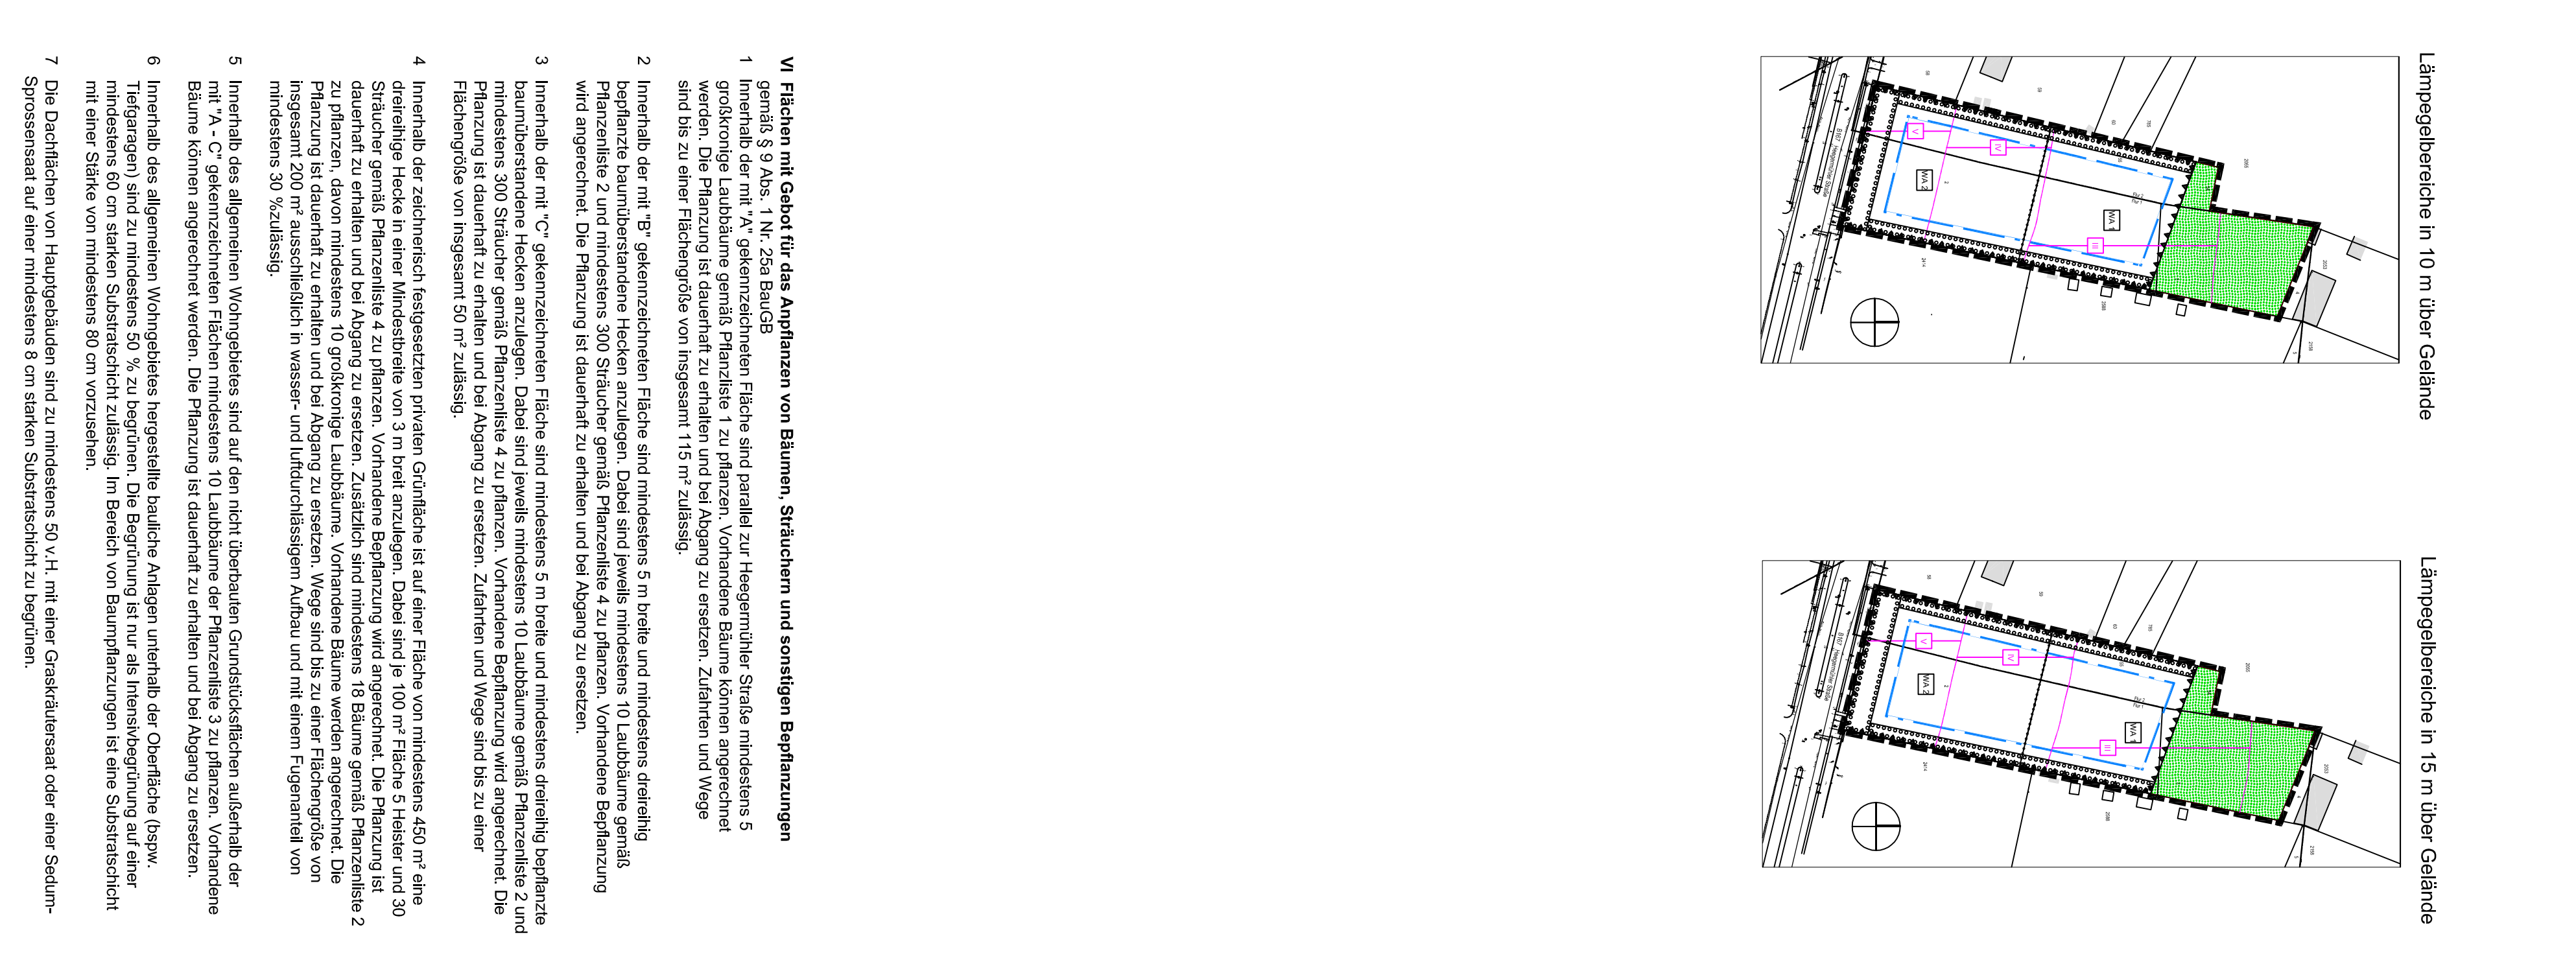 Lämpegelbereiche in 10 m über Gelände
Lämpegelbereiche in 15 m über Gelände
III
WA 1
IV
WA 2
V
B167 Heegermühler Straße
III
WA 1
IV
WA 2
V
B167 Heegermühler Straße
VI Flächen mit Gebot für das Anpflanzen von Bäumen, Sträuchern und sonstigen Bepflanzungen
gemäß § 9 Abs. 1 Nr. 25a BauGB
1 Innerhalb der mit "A" gekennzeichneten Fläche sind parallel zur Heegermühler Straße mindestens 5
großkronige Laubbäume gemäß Pflanzliste 1 zu pflanzen. Vorhandene Bäume können angerechnet
werden. Die Pflanzung ist dauerhaft zu erhalten und bei Abgang zu ersetzen. Zufahrten und Wege
sind bis zu einer Flächengröße von insgesamt 115 m² zulässig.
2 Innerhalb der mit "B" gekennzeichneten Fläche sind mindestens 5 m breite und mindestens dreireihig
bepflanzte baumüberstandene Hecken anzulegen. Dabei sind jeweils mindestens 10 Laubbäume gemäß
Pflanzenliste 2 und mindestens 300 Sträucher gemäß Pflanzenliste 4 zu pflanzen. Vorhandene Bepflanzung
wird angerechnet. Die Pflanzung ist dauerhaft zu erhalten und bei Abgang zu ersetzen.
3 Innerhalb der mit "C" gekennzeichneten Fläche sind mindestens 5 m breite und mindestens dreireihig bepflanzte
baumüberstandene Hecken anzulegen. Dabei sind jeweils mindestens 10 Laubbäume gemäß Pflanzenliste 2 und
mindestens 300 Sträucher gemäß Pflanzenliste 4 zu pflanzen. Vorhandene Bepflanzung wird angerechnet. Die
Pflanzung ist dauerhaft zu erhalten und bei Abgang zu ersetzen. Zufahrten und Wege sind bis zu einer
Flächengröße von insgesamt 50 m² zulässig.
4 Innerhalb der zeichnerisch festgesetzten privaten Grünfläche ist auf einer Fläche von mindestens 450 m² eine
dreireihige Hecke in einer Mindestbreite von 3 m breit anzulegen. Dabei sind je 100 m² Fläche 5 Heister und 30
Sträucher gemäß Pflanzenliste 4 zu pflanzen. Vorhandene Bepflanzung wird angerechnet. Die Pflanzung ist
dauerhaft zu erhalten und bei Abgang zu ersetzen. Zusätzlich sind mindestens 18 Bäume gemäß Pflanzenliste 2
zu pflanzen, davon mindestens 10 großkronige Laubbäume. Vorhandene Bäume werden angerechnet. Die
Pflanzung ist dauerhaft zu erhalten und bei Abgang zu ersetzen. Wege sind bis zu einer Flächengröße von
insgesamt 200 m² ausschließlich in wasser- und luftdurchlässigem Aufbau und mit einem Fugenanteil von
mindestens 30 %zulässig.
5 Innerhalb des allgemeinen Wohngebietes sind auf den nicht überbauten Grundstücksflächen außerhalb der
mit "A - C" gekennzeichneten Flächen mindestens 10 Laubbäume der Pflanzenliste 3 zu pflanzen. Vorhandene
Bäume können angerechnet werden. Die Pflanzung ist dauerhaft zu erhalten und bei Abgang zu ersetzen.
6 Innerhalb des allgemeinen Wohngebietes hergestellte bauliche Anlagen unterhalb der Oberfläche (bspw.
Tiefgaragen) sind zu mindestens 50 % zu begrünen. Die Begrünung ist nur als Intensivbegrünung auf einer
mindestens 60 cm starken Substratschicht zulässig. Im Bereich von Baumpflanzungen ist eine Substratschicht
mit einer Stärke von mindestens 80 cm vorzusehen.
7 Die Dachflächen von Hauptgebäuden sind zu mindestens 50 v.H. mit einer Graskräutersaat oder einer Sedum-
Sprossensaat auf einer mindestens 8 cm starken Substratschicht zu begrünen.